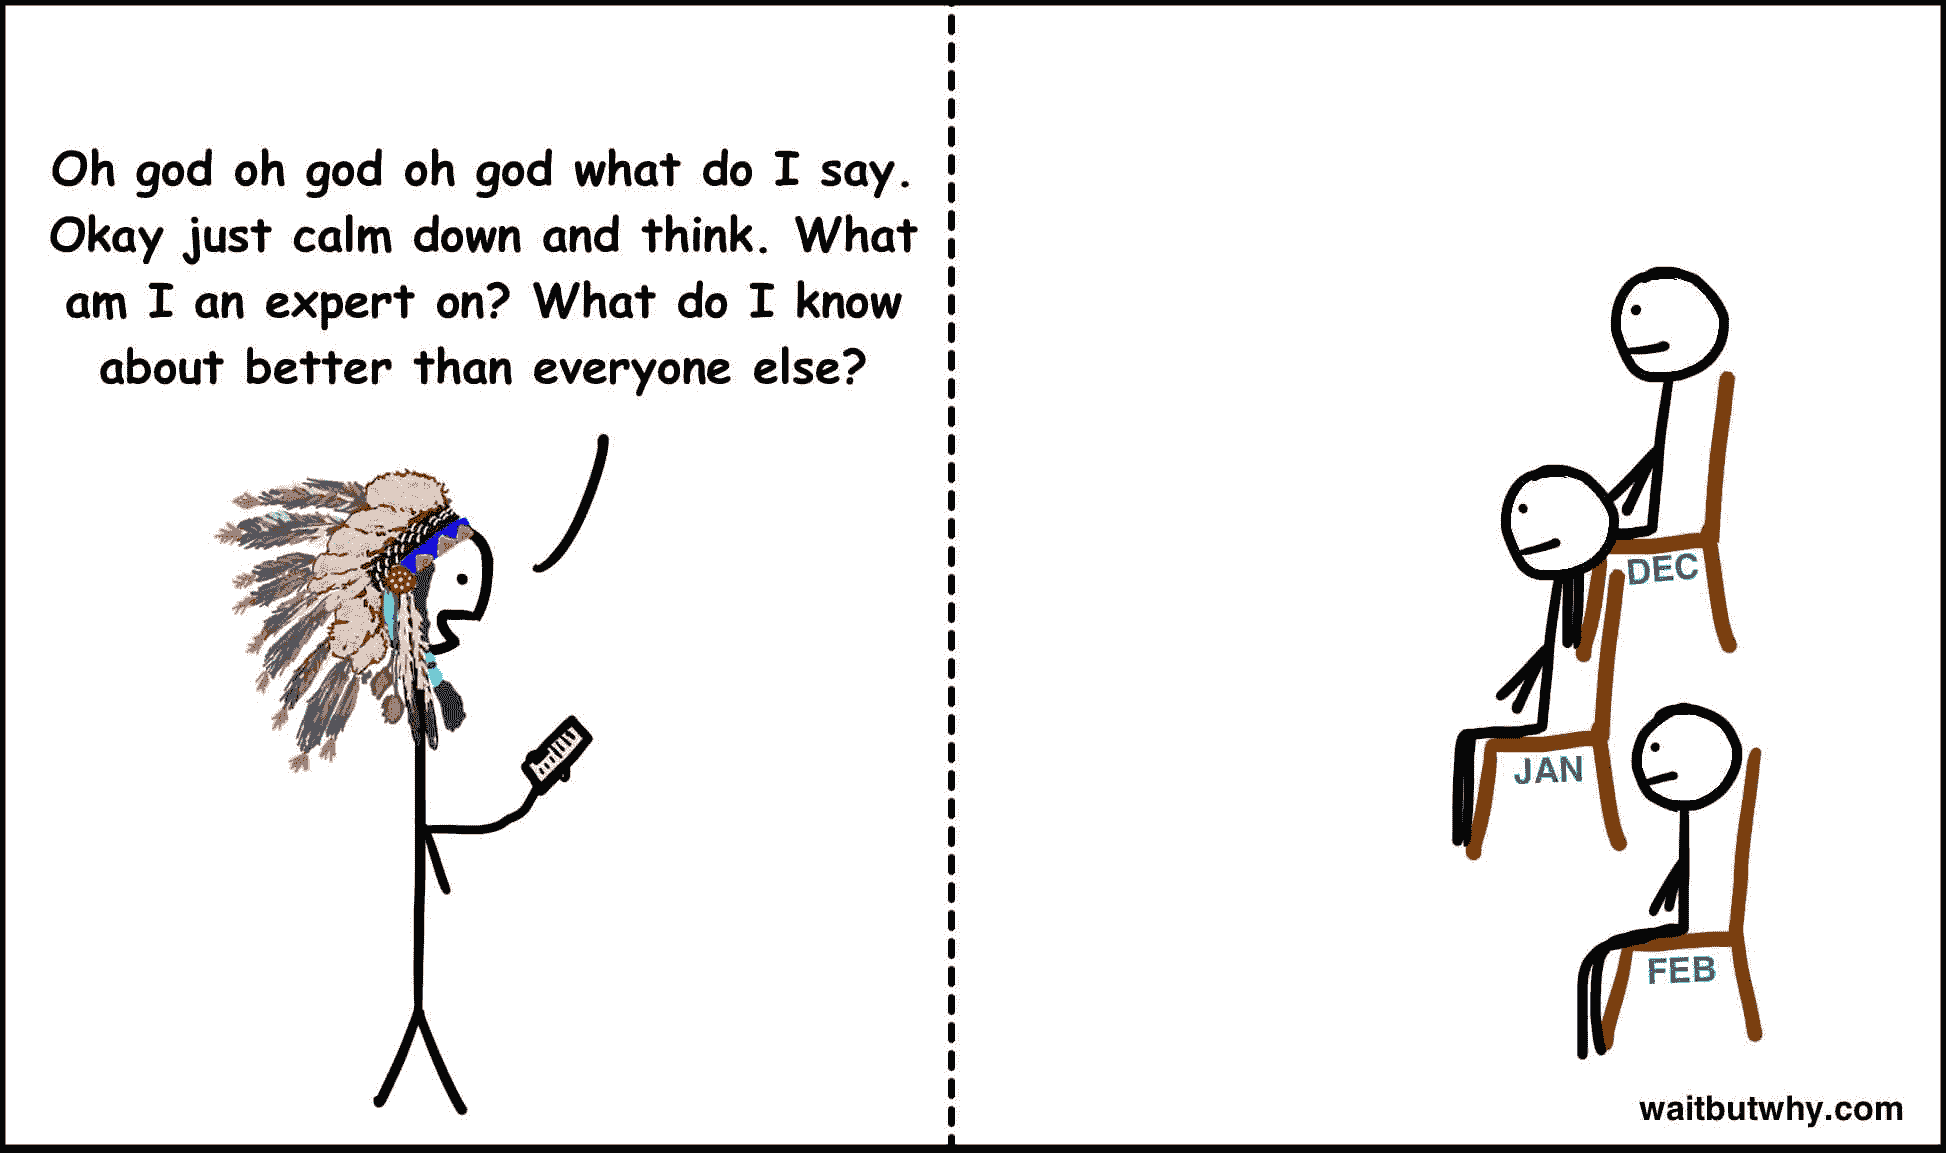 Oh god oh god oh god what do I say.
Okay just calm down and think. What
am I an expert on? What do I know
about better than everyone else?
DEC
JAN
FEB
waitbutwhy.com